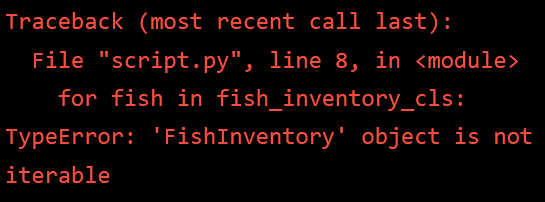 Traceback (most recent call last):
  File "script.py", line 8, in <module>
    for fish in fish_inventory_cls:
TypeError: 'FishInventory' object is not
iterable